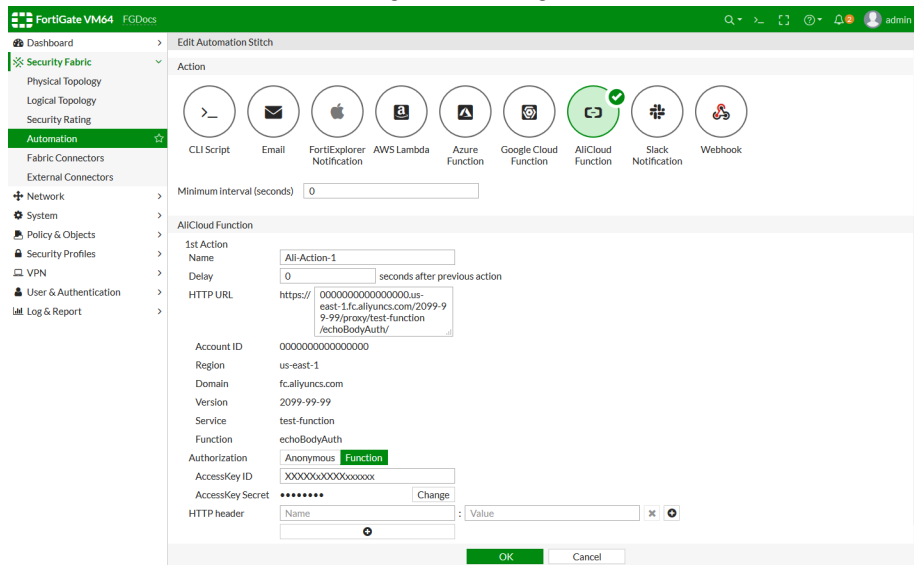 FortiGate VM64 FGDocs
>_ 2 admin
Dashboard
Security Fabric
Physical Topology
Logical Topology
Security Rating
Automation
Fabric Connectors
External Connectors
Network
System
Policy & Objects
Security Profiles
VPN
User & Authentication
Log & Report
Edit Automation Stitch
Action
CLI Script
Email
FortiExplorer
Notification
AWS Lambda
Azure
Function
Google Cloud
Function
AliCloud
Function
Slack
Notification
Webhook
Minimum interval (seconds) 0
AliCloud Function
1st Action
Name Ali-Action-1
Delay 0 seconds after previous action
HTTP URL https:// 0000000000000000.us-
east-1.fc.aliyuncs.com/2099-9
9-99/proxy/test-function
/echoBodyAuth/
Account ID 0000000000000000
Region us-east-1
Domain fc.aliyuncs.com
Version 2099-99-99
Service test-function
Function echoBodyAuth
Authorization Anonymous Function
AccessKey ID XXXXXxXXXXxxxxxx
AccessKey Secret •••••••• Change
HTTP header Name : Value
OK Cancel